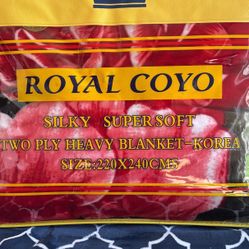 ROYAL COYO
SILKY SUPER SOFT
TWO PLY HEAVY BLANKET-KOREA
SIZE:220X240CMS